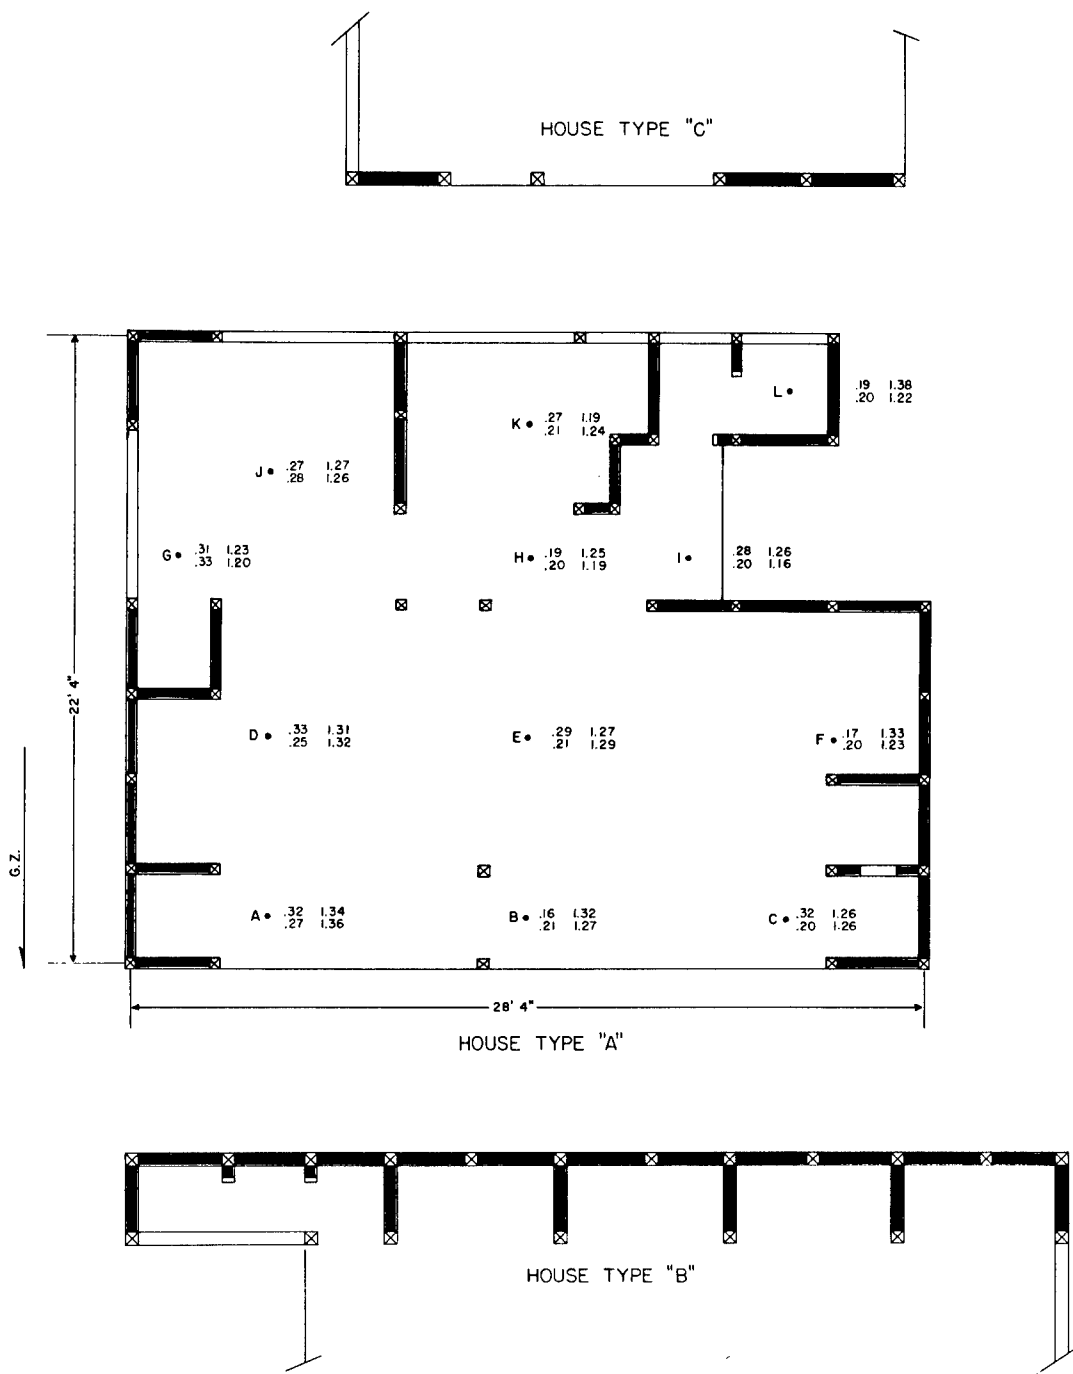 HOUSE TYPE "C"
L .19 1.38
.20 1.22
K .27 1.19
.21 1.24
J .27 1.27
.28 1.26
G .31 1.23
.33 1.20
H .19 1.25
.20 1.19
I .28 1.26
.20 1.16
22' 4"
D .33 1.31
.25 1.32
E .29 1.27
.21 1.29
F .17 1.33
.20 1.23
G.Z.
A .32 1.34
.27 1.36
B .16 1.32
.21 1.27
C .32 1.26
.20 1.26
28' 4"
HOUSE TYPE "A"
HOUSE TYPE "B"